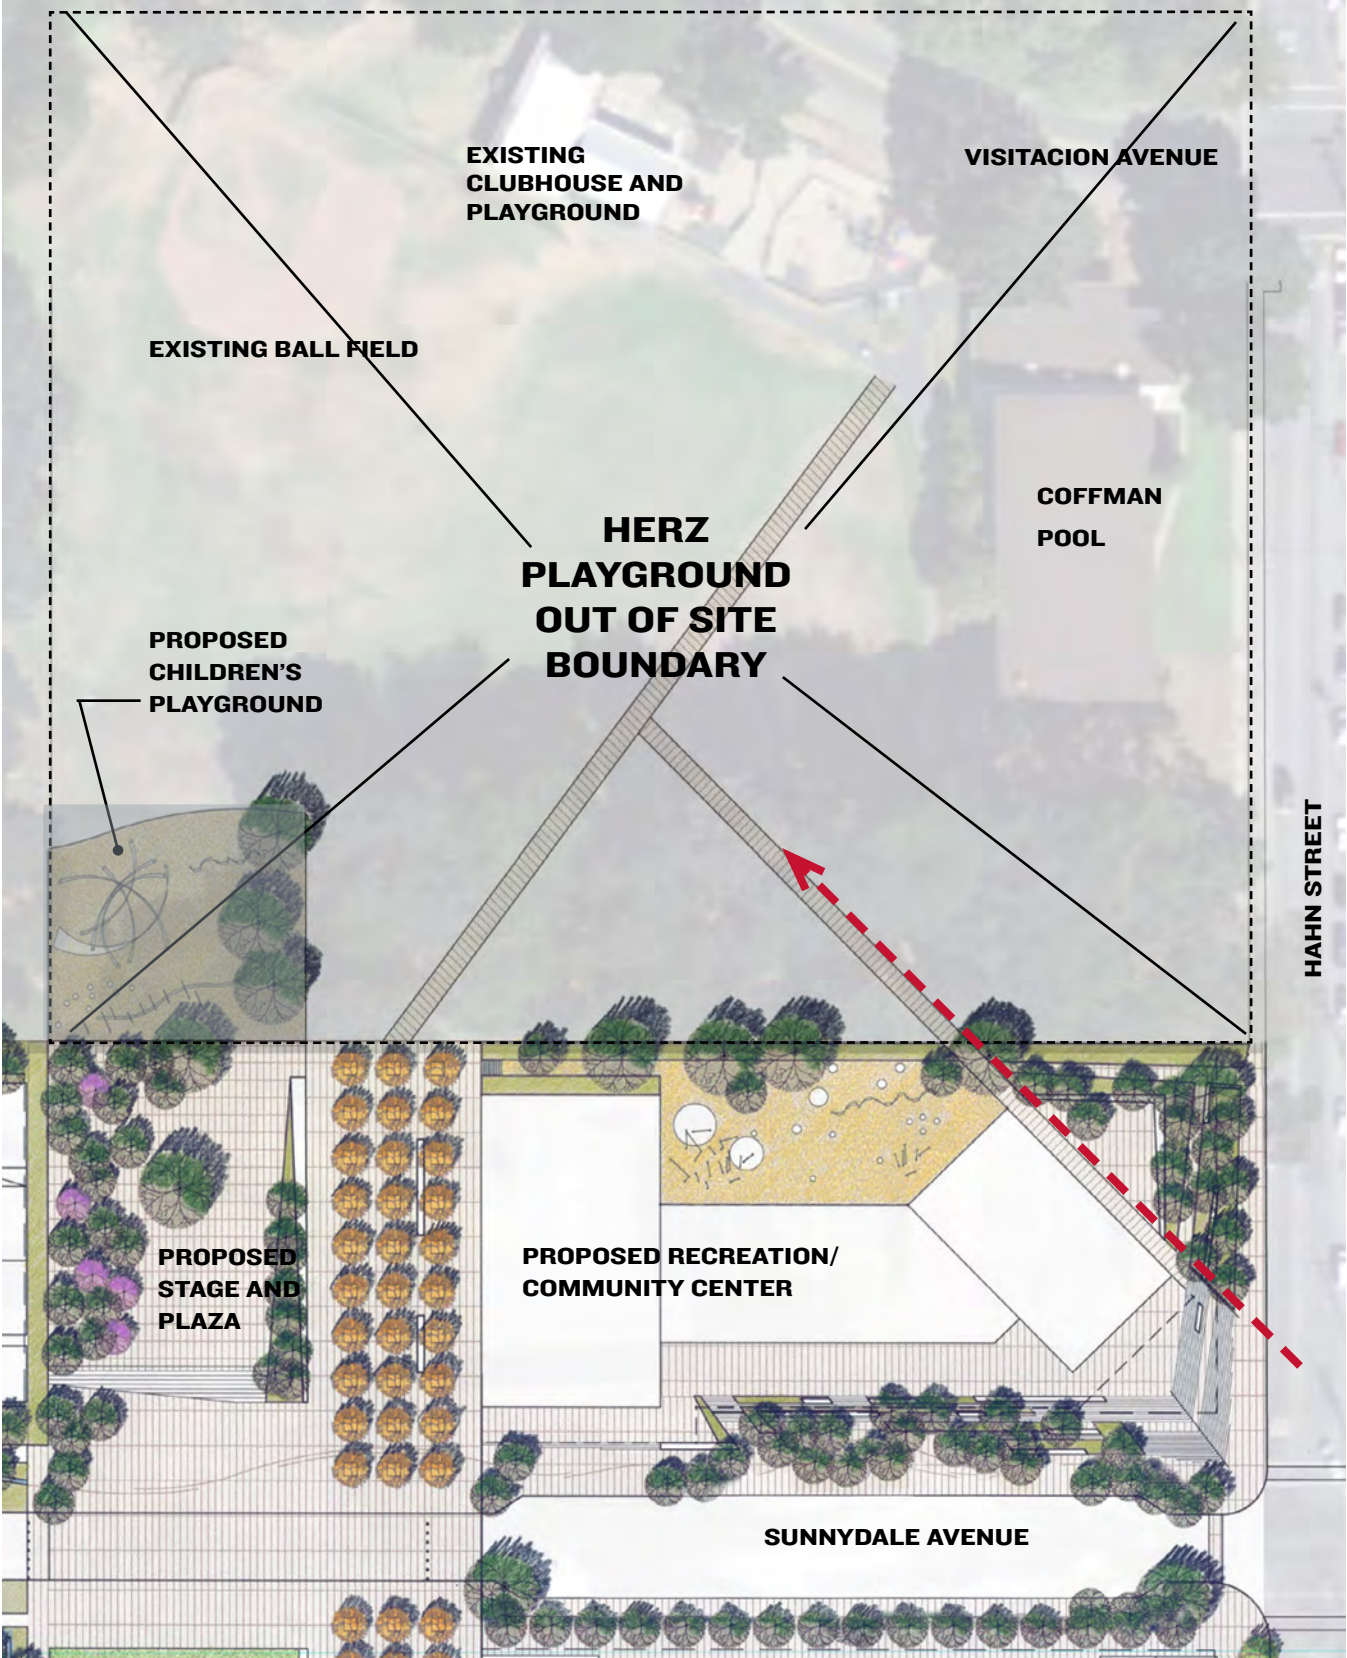 EXISTING
CLUBHOUSE AND
PLAYGROUND
VISITACION AVENUE
EXISTING BALL FIELD
COFFMAN
POOL
HERZ
PLAYGROUND
OUT OF SITE
BOUNDARY
PROPOSED
CHILDREN’S
PLAYGROUND
HAHN STREET
PROPOSED
STAGE AND
PLAZA
PROPOSED RECREATION/
COMMUNITY CENTER
SUNNYDALE AVENUE